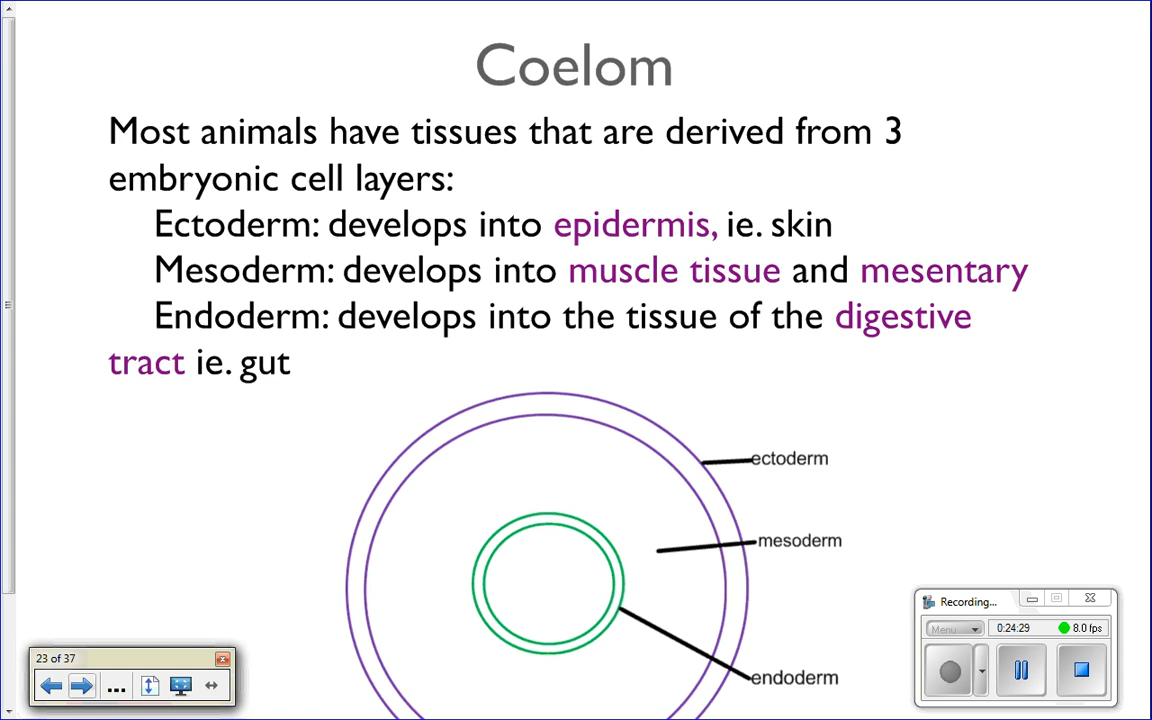 Coelom
Most animals have tissues that are derived from 3
embryonic cell layers:
Ectoderm: develops into epidermis, ie. skin
Mesoderm: develops into muscle tissue and mesentary
Endoderm: develops into the tissue of the digestive
tract ie. gut
ectoderm
mesoderm
endoderm
Recording...
Menu
0:24:29
8.0 fps
23 of 37